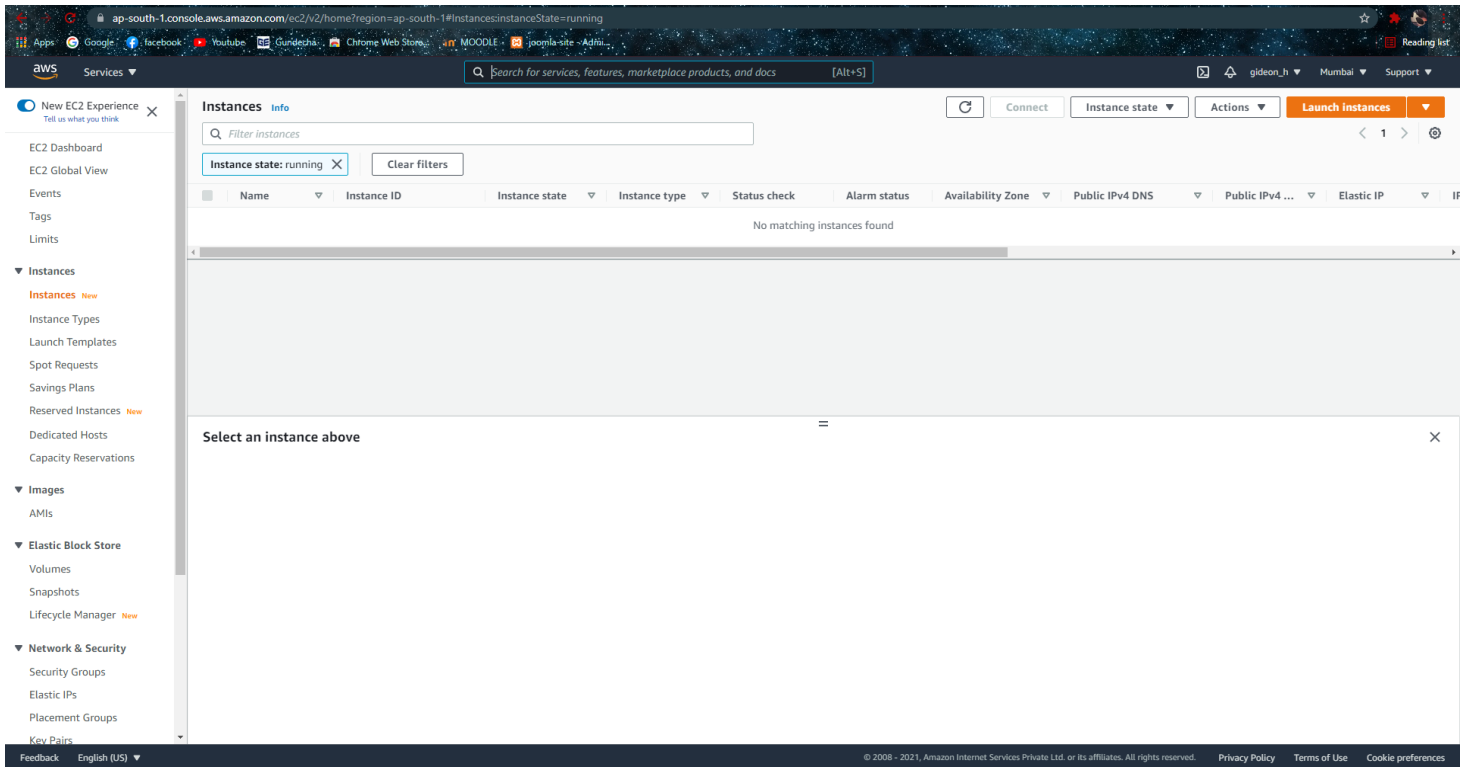 ap-south-1.console.aws.amazon.com/ec2/v2/home?region=ap-south-1#Instances:instanceState=running
Apps Google facebook Youtube GE Gundecha Chrome Web Store MOODLE joomla-site - Admi... Reading list
aws Services ▼ Search for services, features, marketplace products, and docs [Alt+S] gideon_h ▼ Mumbai ▼ Support ▼
New EC2 Experience
Tell us what you think
EC2 Dashboard
EC2 Global View
Events
Tags
Limits
▼ Instances
Instances New
Instance Types
Launch Templates
Spot Requests
Savings Plans
Reserved Instances New
Dedicated Hosts
Capacity Reservations
▼ Images
AMIs
▼ Elastic Block Store
Volumes
Snapshots
Lifecycle Manager New
▼ Network & Security
Security Groups
Elastic IPs
Placement Groups
Key Pairs
Instances Info Connect Instance state ▼ Actions ▼ Launch instances ▼
Filter instances < 1 >
Instance state: running Clear filters
Name Instance ID Instance state Instance type Status check Alarm status Availability Zone Public IPv4 DNS Public IPv4 ... Elastic IP
No matching instances found
Select an instance above
Feedback English (US) ▼ © 2008 - 2021, Amazon Internet Services Private Ltd. or its affiliates. All rights reserved. Privacy Policy Terms of Use Cookie preferences